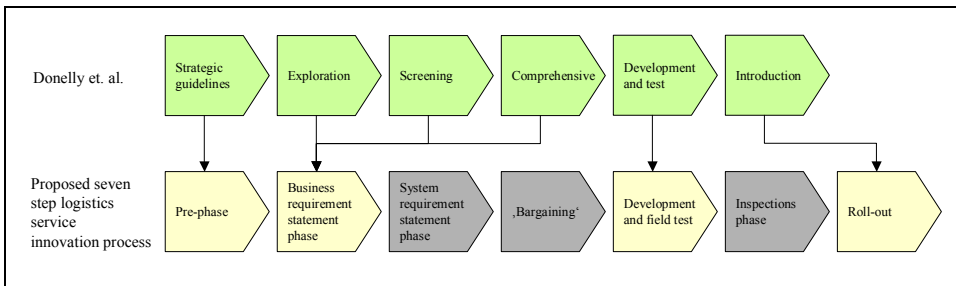 Donelly et. al.
Strategic
guidelines
Exploration
Screening
Comprehensive
Development
and test
Introduction
Proposed seven
step logistics
service
innovation process
Pre-phase
Business
requirement
statement
phase
System
requirement
statement
phase
‚Bargaining‘
Development
and field test
Inspections
phase
Roll-out